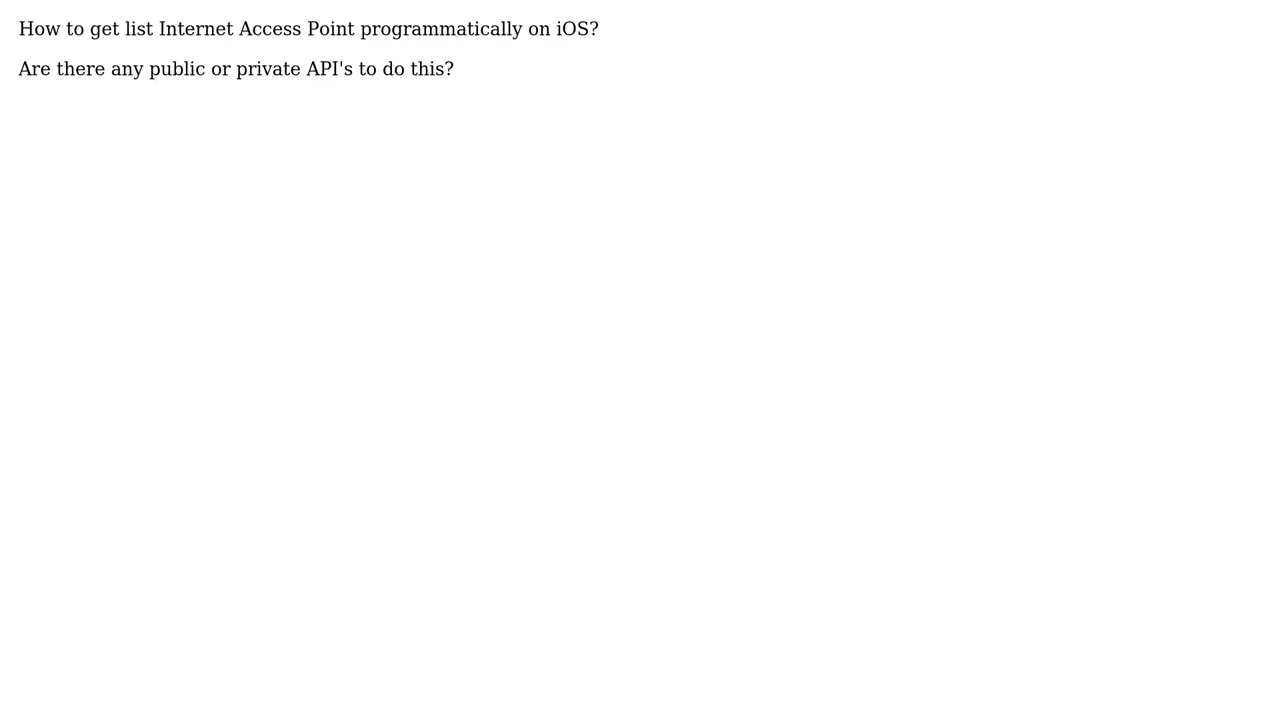 How to get list Internet Access Point programmatically on iOS?
Are there any public or private API's to do this?